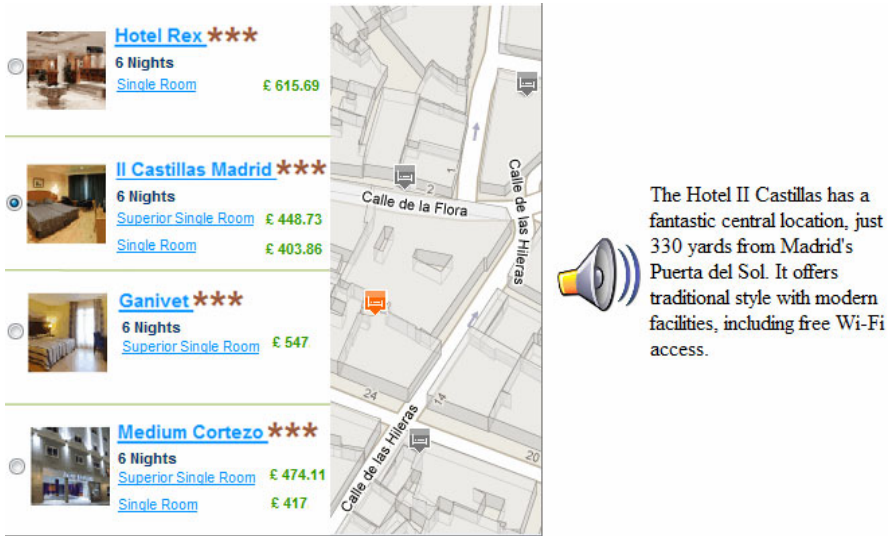 Hotel Rex ***
6 Nights
Single Room £ 615.69
II Castillas Madrid ***
6 Nights
Superior Single Room £ 448.73
Single Room £ 403.86
Ganivet ***
6 Nights
Superior Single Room £ 547
Medium Cortezo ***
6 Nights
Superior Single Room £ 474.11
Single Room £ 417
1
2
Calle de la Flora
Calle de las Hileras
24
14
Calle de las Hileras
20
The Hotel II Castillas has a
fantastic central location, just
330 yards from Madrid's
Puerta del Sol. It offers
traditional style with modern
facilities, including free Wi-Fi
access.